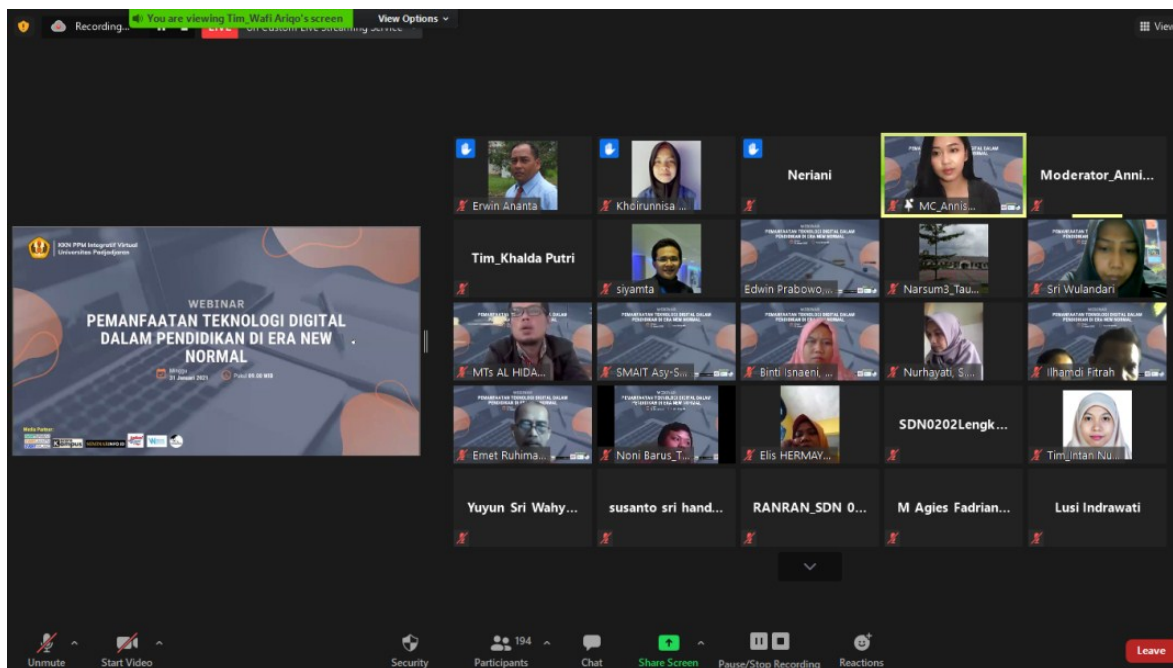 Recording...
LIVE
You are viewing Tim_Wafi Ariqo's screen
View Options
on Custom Live Streaming Service
View
KKN PPM Integratif Virtual
Universitas Padjadjaran
WEBINAR
PEMANFAATAN TEKNOLOGI DIGITAL
DALAM PENDIDIKAN DI ERA NEW
NORMAL
Minggu
31 Januari 2021
Pukul 09.00 WIB
Media Partner:
Erwin Ananta
Khoirunnisa ...
Neriani
MC_Annis...
Moderator_Anni...
Tim_Khalda Putri
siyamta
Edwin Prabowo,...
Narsum3_Tau...
Sri Wulandari
MTs AL HIDA...
SMAIT Asy-S...
Binti Isnaeni, ...
Nurhayati, S....
Ilhamdi Fitrah
Emet Ruhima...
Noni Barus_T...
Elis HERMAY...
SDN0202Lengk...
Tim_Intan Nu...
Yuyun Sri Wahy...
susanto sri hand...
RANRAN_SDN 0...
M Agies Fadrian...
Lusi Indrawati
Unmute
Start Video
Security
194
Participants
Chat
Share Screen
Pause/Stop Recording
Reactions
Leave